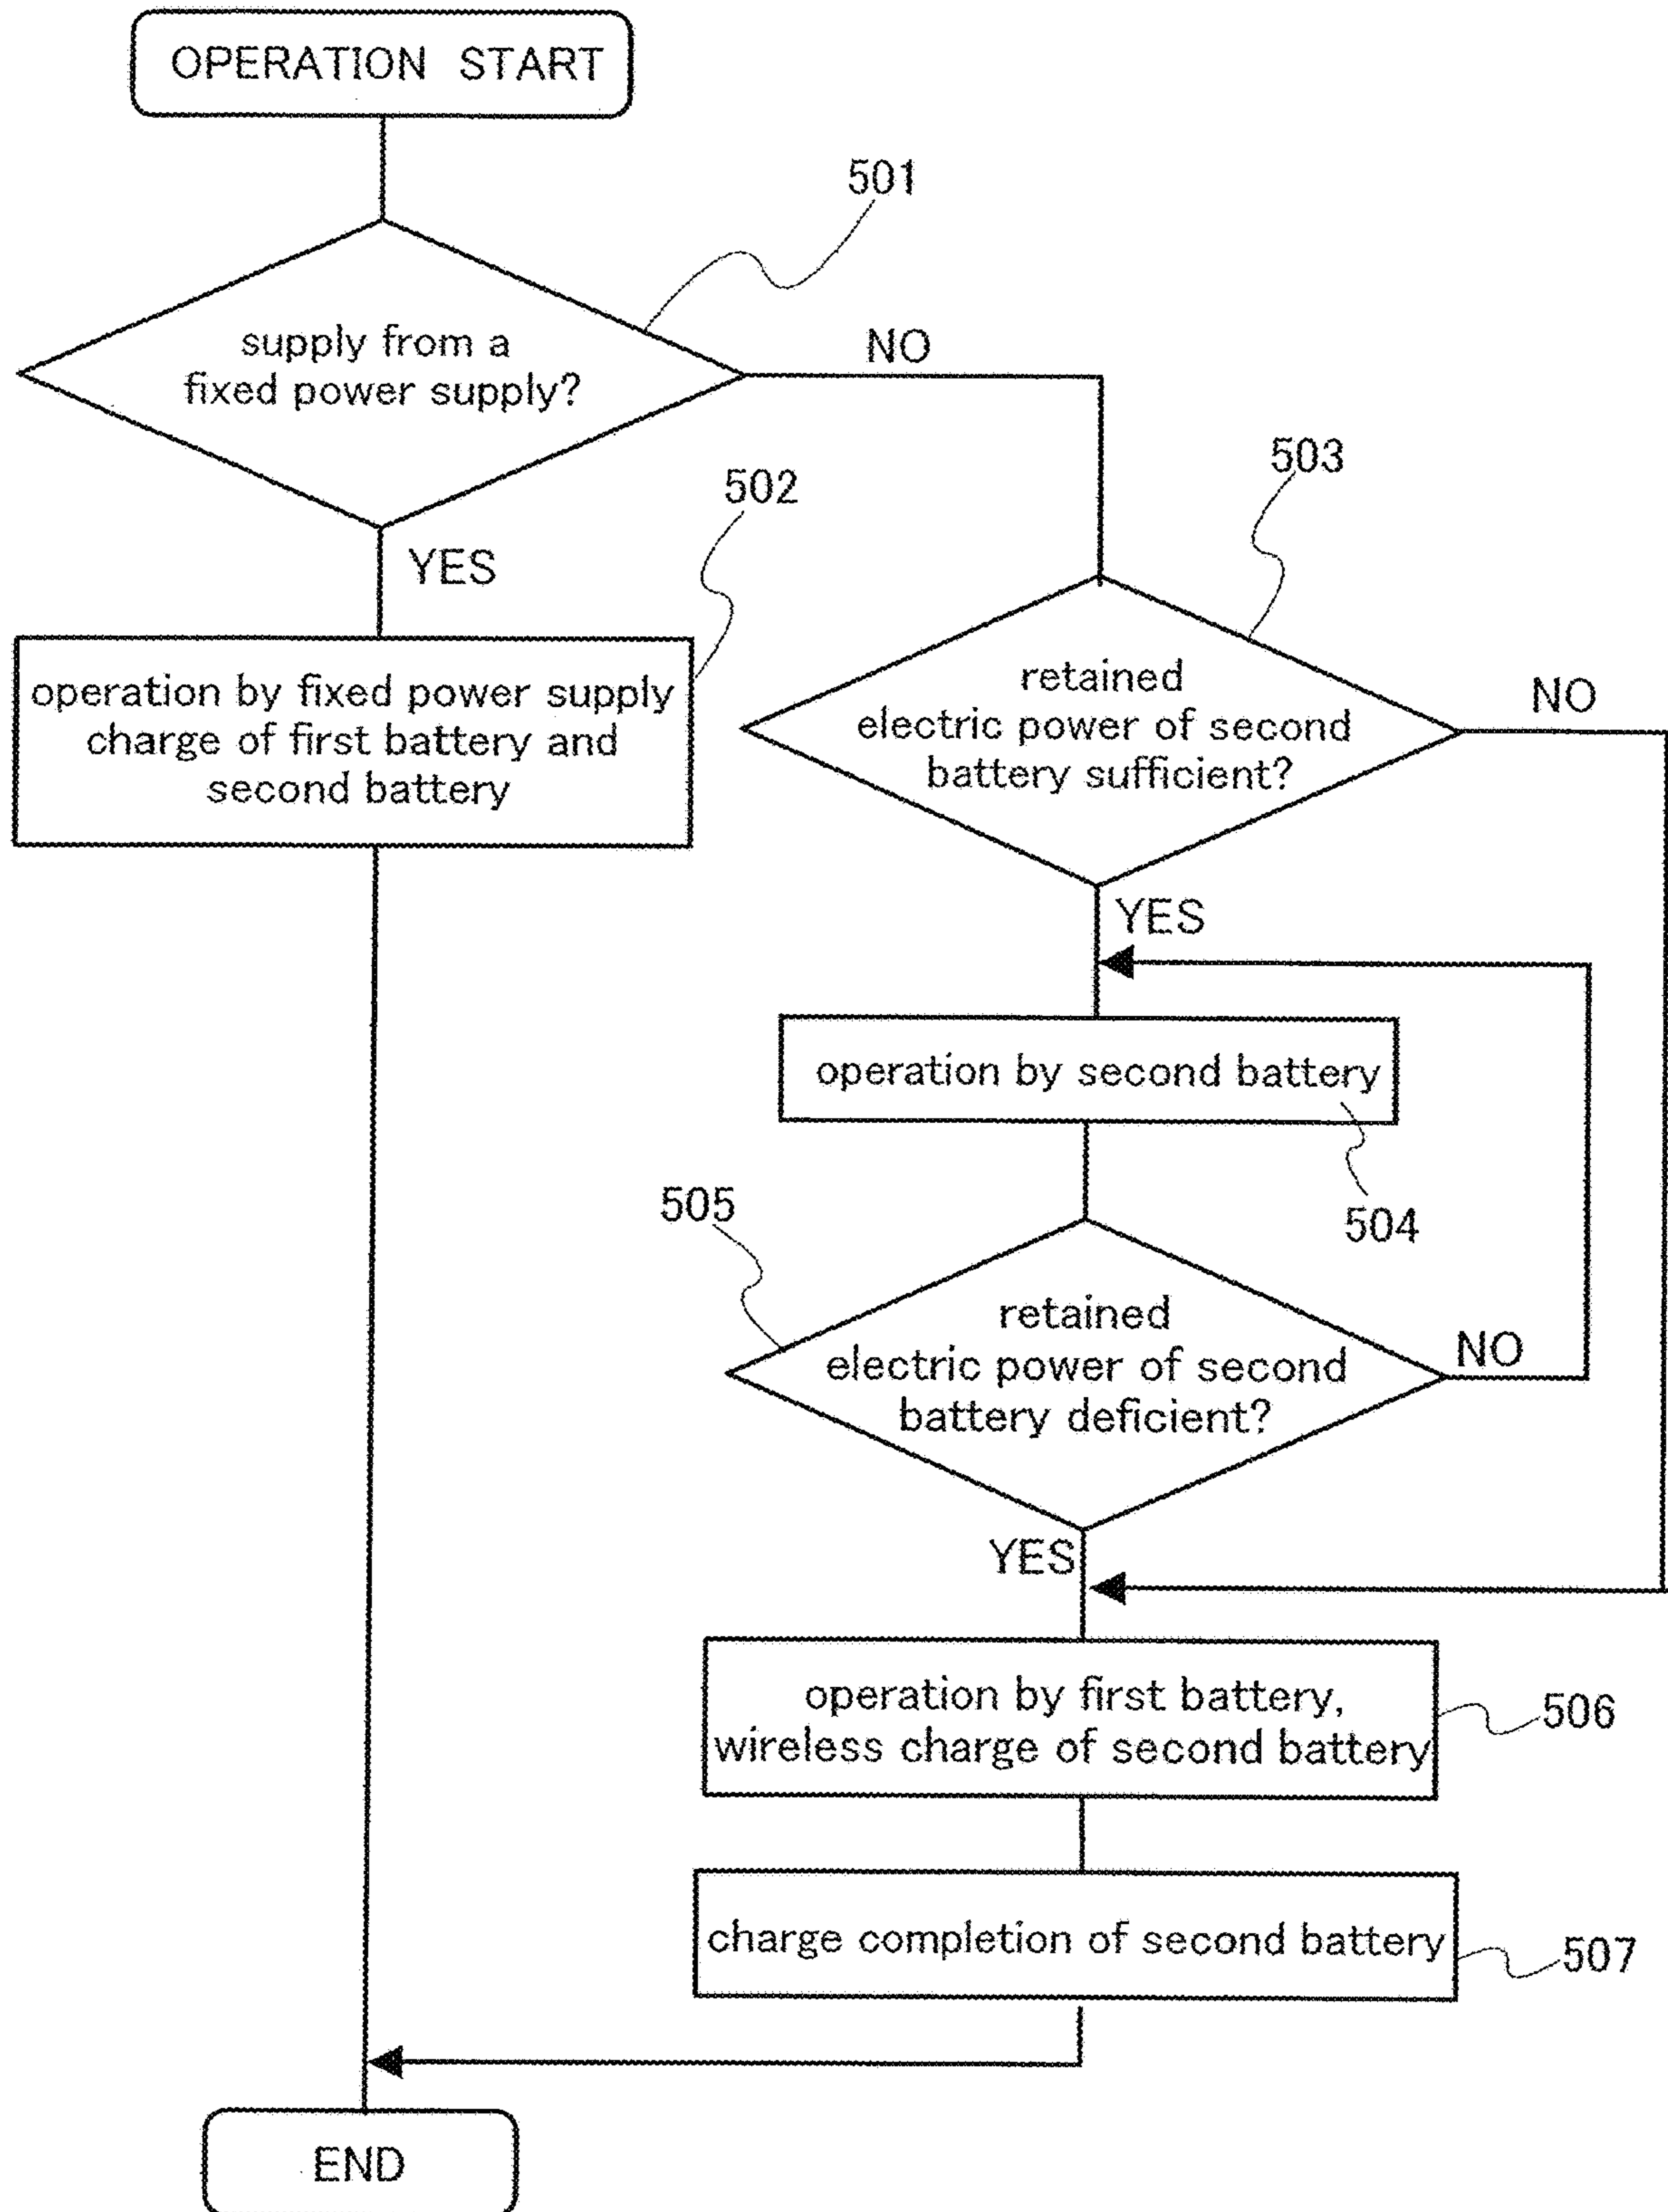 OPERATION START
501
supply from a
fixed power supply?
NO
YES
502
operation by fixed power supply
charge of first battery and
second battery
503
retained
electric power of second
battery sufficient?
NO
YES
operation by second battery
504
505
retained
electric power of second
battery deficient?
NO
YES
operation by first battery,
wireless charge of second battery
506
charge completion of second battery
507
END